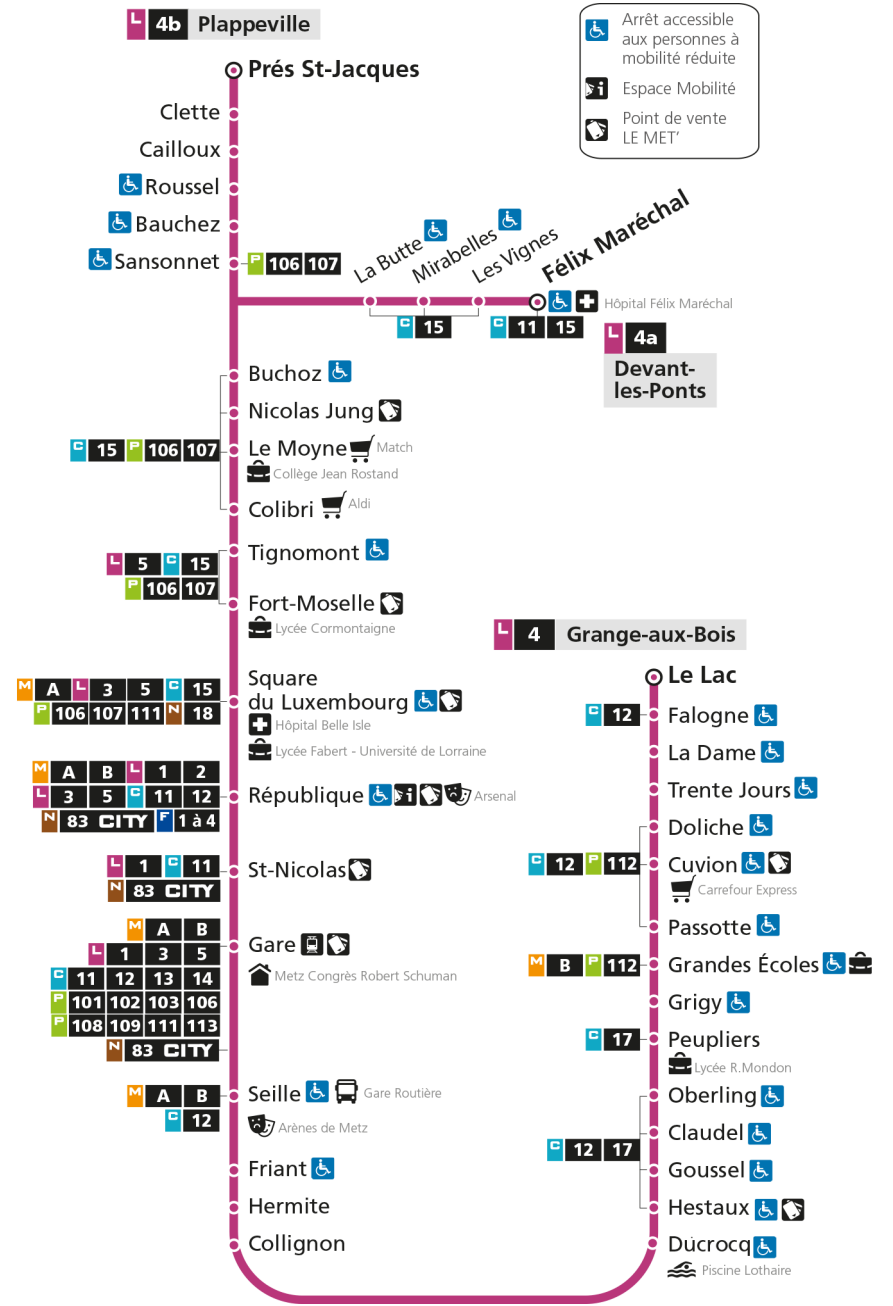 L 4b Plappeville
Arrêt accessible
aux personnes à
mobilité réduite
Espace Mobilité
Point de vente
LE MET'
Prés St-Jacques
Clette
Cailloux
Roussel
Bauchez
Sansonnet
P 106 107
La Butte
Mirabelles
Les Vignes
Félix Maréchal
Hôpital Félix Maréchal
C 15
C 11 15
L 4a
Devant-
les-Ponts
Buchoz
Nicolas Jung
C 15 P 106 107
Le Moyne
Match
Collège Jean Rostand
Colibri
Aldi
Tignomont
L 5 C 15
P 106 107
Fort-Moselle
Lycée Cormontaigne
Square
du Luxembourg
M A L 3 5 C 15
P 106 107 111 N 18
Hôpital Belle Isle
Lycée Fabert - Université de Lorraine
M A B L 1 2
L 3 5 C 11 12
N 83 CITY F 1 à 4
République
Arsenal
L 1 C 11
N 83 CITY
St-Nicolas
M A B
L 1 3 5
C 11 12 13 14
P 101 102 103 106
P 108 109 111 113
N 83 CITY
Gare
Metz Congrès Robert Schuman
M A B
C 12
Seille
Gare Routière
Arènes de Metz
Friant
Hermite
Collignon
L 4 Grange-aux-Bois
Le Lac
C 12
Falogne
La Dame
Trente Jours
Doliche
C 12 P 112
Cuvion
Carrefour Express
Passotte
M B P 112
Grandes Écoles
Grigy
C 17
Peupliers
Lycée R.Mondon
Oberling
Claudel
C 12 17
Goussel
Hestaux
Ducrocq
Piscine Lothaire